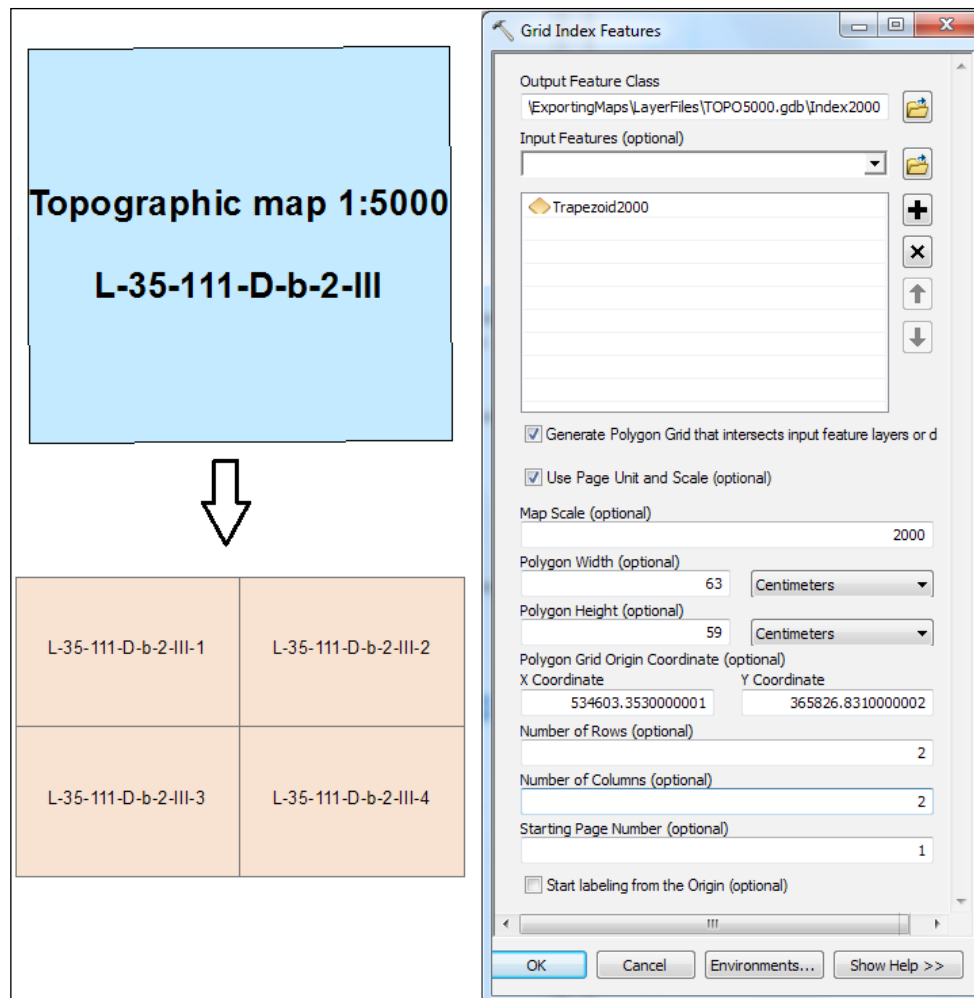 Topographic map 1:5000
L-35-111-D-b-2-III
L-35-111-D-b-2-III-1
L-35-111-D-b-2-III-2
L-35-111-D-b-2-III-3
L-35-111-D-b-2-III-4
Grid Index Features
Output Feature Class
\ExportingMaps\LayerFiles\TOPO5000.gdb\Index2000
Input Features (optional)
Trapezoid2000
Generate Polygon Grid that intersects input feature layers or d
Use Page Unit and Scale (optional)
Map Scale (optional)
2000
Polygon Width (optional)
63 Centimeters
Polygon Height (optional)
59 Centimeters
Polygon Grid Origin Coordinate (optional)
X Coordinate Y Coordinate
534603.3530000001 365826.8310000002
Number of Rows (optional)
2
Number of Columns (optional)
2
Starting Page Number (optional)
1
Start labeling from the Origin (optional)
OK Cancel Environments... Show Help >>